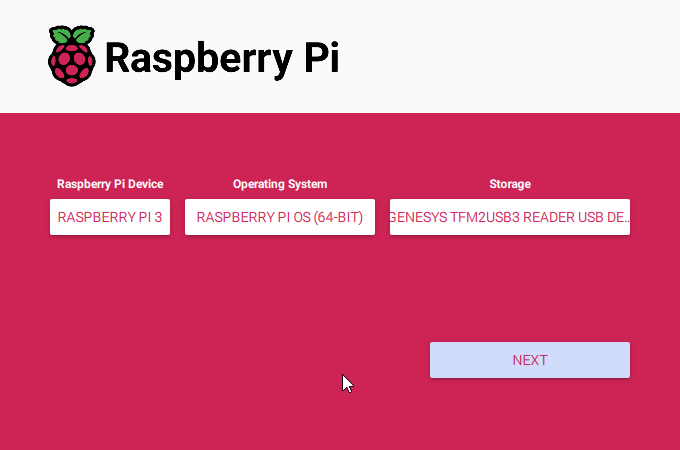 Raspberry Pi
Raspberry Pi Device
Operating System
Storage
RASPBERRY PI 3
RASPBERRY PI OS (64-BIT)
GENESYS TFM2USB3 READER USB DE..
NEXT